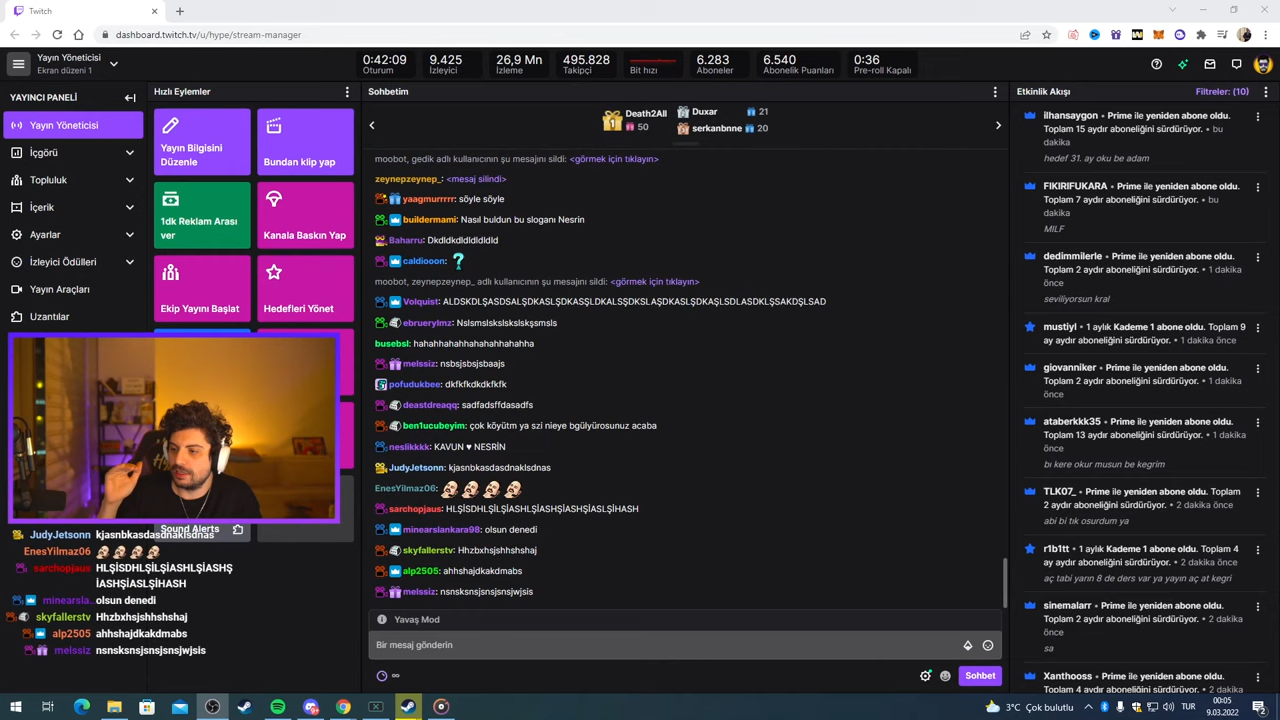 Twitch
dashboard.twitch.tv/u/hype/stream-manager
Yayın Yöneticisi
Ekran düzeni 1
0:42:09
Oturum
9.425
İzleyici
26,9 Mn
İzleme
495.828
Takipçi
Bit hızı
6.283
Aboneler
6.540
Abonelik Puanları
0:36
Pre-roll Kapalı
YAYINCI PANELİ
Yayın Yöneticisi
İçgörü
Topluluk
İçerik
Ayarlar
İzleyici Ödülleri
Yayın Araçları
Uzantılar
Hızlı Eylemler
Yayın Bilgisini
Düzenle
Bundan klip yap
1dk Reklam Arası
ver
Kanala Baskın Yap
Ekip Yayını Başlat
Hedefleri Yönet
Sound Alerts
JudyJetsonn kjasnbkasdasdnaklsdnas
EnesYilmaz06
sarchopjaus HLŞİSDHLŞİLŞİASHLŞİASHŞ
İASHŞİASLŞİHASH
minearsla.. olsun denedi
skyfallerstv Hhzbxhsjshhshshaj
alp2505 ahhshajdkakdmabs
melssiz nsnsksnsjsnsjsnsjwjsis
Sohbetim
Death2All
50
Duxar 21
serkanbnne 20
moobot, gedik adlı kullanıcının şu mesajını sildi: <görmek için tıklayın>
zeynepzeynep_: <mesaj silindi>
yaagmurrrrr: söyle söyle
buildermami: Nasıl buldun bu sloganı Nesrin
Baharru: Dkdldkdldldldldld
caldiooon: ?
moobot, zeynepzeynep_ adlı kullanıcının şu mesajını sildi: <görmek için tıklayın>
Volquist: ALDSKDLŞASDSALŞDKASLŞDKAŞSLDKALSŞDKSLAŞDKASLŞDKAŞLSDLASDKLŞSAKDŞLSAD
ebruerylmz: Nslsmslskslskslskşsmsls
busebsl: hahahhahahhahahhahahha
melssiz: nsbsjsbsjsbaajs
pofudukbee: dkfkfkdkdkfkfk
deastdreaqq: sadfadsffdasadfs
ben1ucubeyim: çok köyütm ya szi nieye bgülyürosunuz acaba
neslikkkk: KAVUN ♥ NESRİN
JudyJetsonn: kjasnbkasdasdnaklsdnas
EnesYilmaz06:
sarchopjaus: HLŞİSDHLŞİLŞİASHLŞİASHŞİASHŞİASLŞİHASH
minearslankara98: olsun denedi
skyfallerstv: Hhzbxhsjshhshshaj
alp2505: ahhshajdkakdmabs
melssiz: nsnsksnsjsnsjsnsjwjsis
Yavaş Mod
Bir mesaj gönderin
∞
Sohbet
Etkinlik Akışı
Filtreler: (10)
ilhansaygon • Prime ile yeniden abone oldu.
Toplam 15 aydır aboneliğini sürdürüyor. • bu
dakika
hedef 31. ay oku be adam
FIKIRIFUKARA • Prime ile yeniden abone oldu.
Toplam 7 aydır aboneliğini sürdürüyor. • bu
dakika
MILF
dedimmilerle • Prime ile yeniden abone oldu.
Toplam 2 aydır aboneliğini sürdürüyor. • 1 dakika
önce
seviliyorsun kral
mustiyl • 1 aylık Kademe 1 abone oldu. Toplam 9
ay aydır aboneliğini sürdürüyor. • 1 dakika önce
giovanniker • Prime ile yeniden abone oldu.
Toplam 2 aydır aboneliğini sürdürüyor. • 1 dakika
önce
ataberkkk35 • Prime ile yeniden abone oldu.
Toplam 13 aydır aboneliğini sürdürüyor. • 1 dakika
önce
bı kere okur musun be kegrim
TLK07_ • Prime ile yeniden abone oldu. Toplam
2 aydır aboneliğini sürdürüyor. • 2 dakika önce
abi bi tık osurdum ya
r1b1tt • 1 aylık Kademe 1 abone oldu. Toplam 4
ay aydır aboneliğini sürdürüyor. • 2 dakika önce
aç tabi yarın 8 de ders var ya yayın aç at kegri
sinemalarr • Prime ile yeniden abone oldu.
Toplam 2 aydır aboneliğini sürdürüyor. • 2 dakika
önce
sa
Xanthooss • Prime ile yeniden abone oldu.
Toplam 4 aydır aboneliğini sürdürüyor. • 2 dakika
3°C Çok bulutlu
TUR
00:05
9.03.2022
2